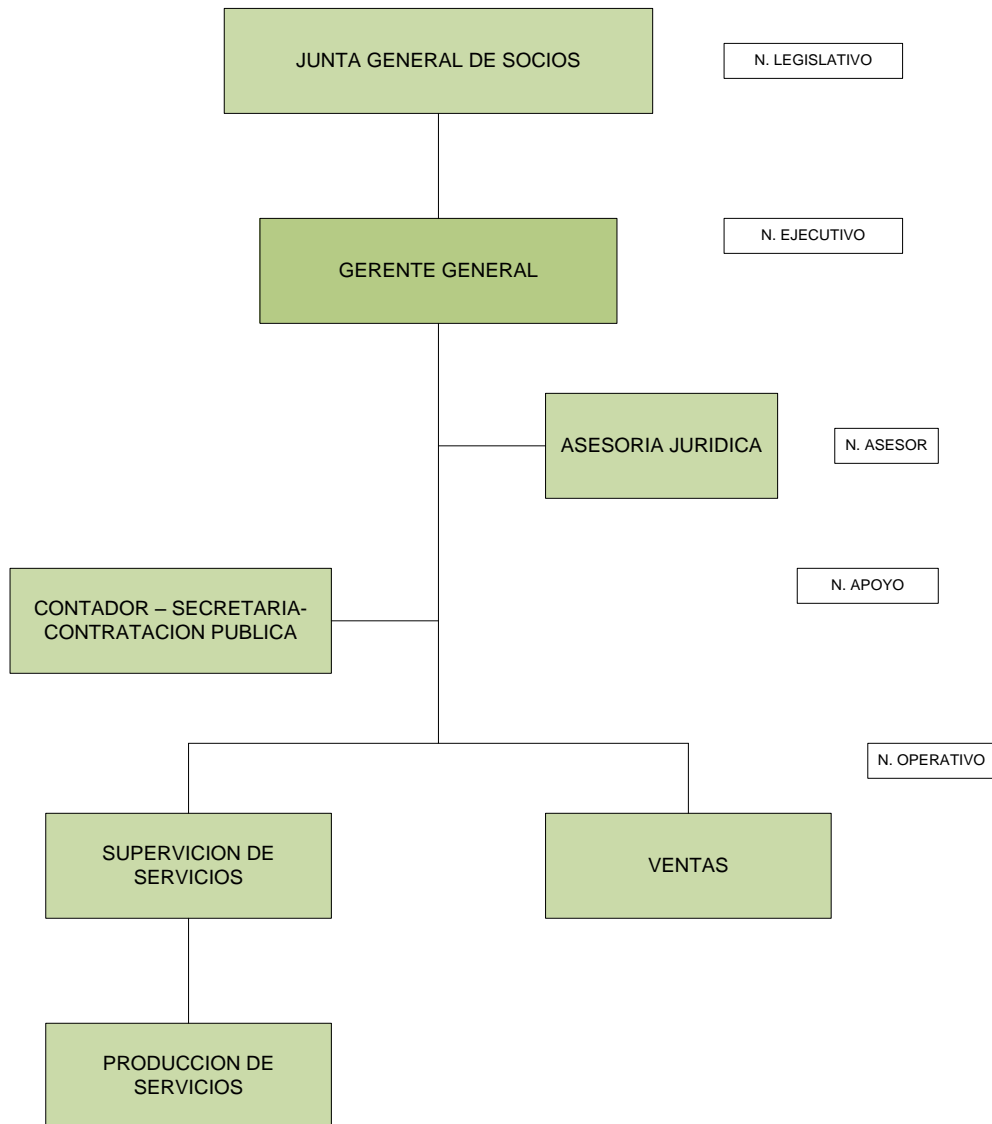 JUNTA GENERAL DE SOCIOS
N. LEGISLATIVO
GERENTE GENERAL
N. EJECUTIVO
ASESORIA JURIDICA
N. ASESOR
CONTADOR – SECRETARIA-
CONTRATACION PUBLICA
N. APOYO
N. OPERATIVO
SUPERVICION DE
SERVICIOS
VENTAS
PRODUCCION DE
SERVICIOS